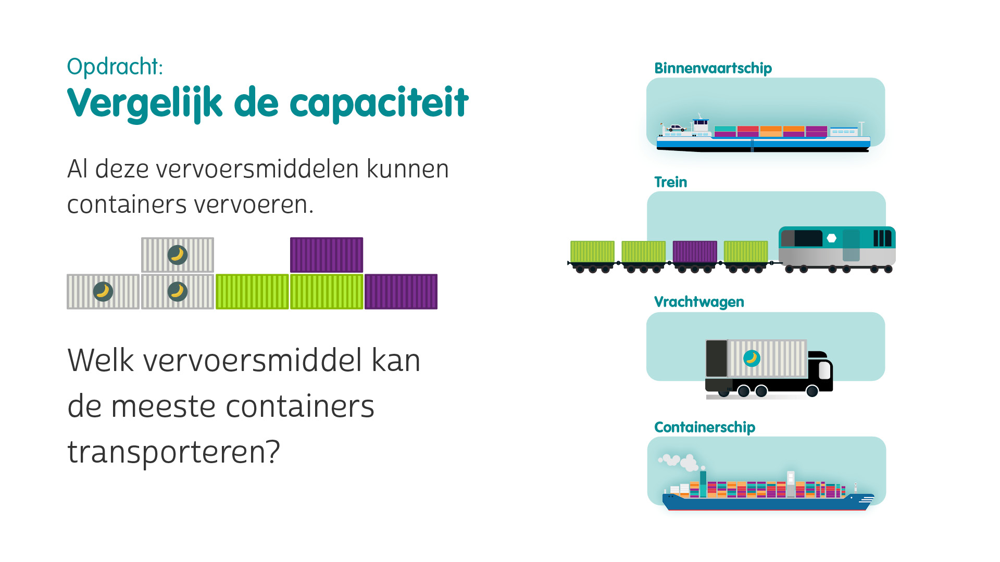 Opdracht:
Vergelijk de capaciteit
Al deze vervoersmiddelen kunnen
containers vervoeren.
Welk vervoersmiddel kan
de meeste containers
transporteren?
Binnenvaartschip
Trein
Vrachtwagen
Containerschip